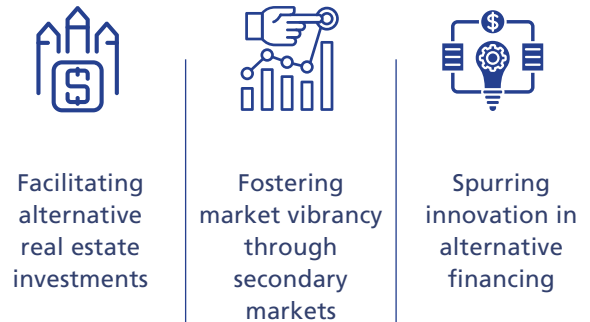 Facilitating
alternative
real estate
investments
Fostering
market vibrancy
through
secondary
markets
Spurring
innovation in
alternative
financing